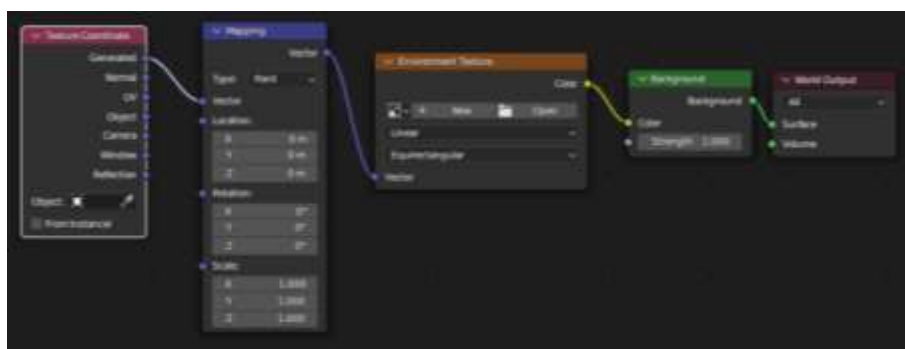 Texture Coordinate
Generated
Normal
UV
Object
Camera
Window
Reflection
Object:
From Instancer
Mapping
Vector
Type: Point
Vector
Location:
X 0 m
Y 0 m
Z 0 m
Rotation:
X 0°
Y 0°
Z 0°
Scale:
X 1.000
Y 1.000
Z 1.000
Environment Texture
Color
New Open
Linear
Equirectangular
Vector
Background
Background
Color
Strength 1.000
World Output
All
Surface
Volume